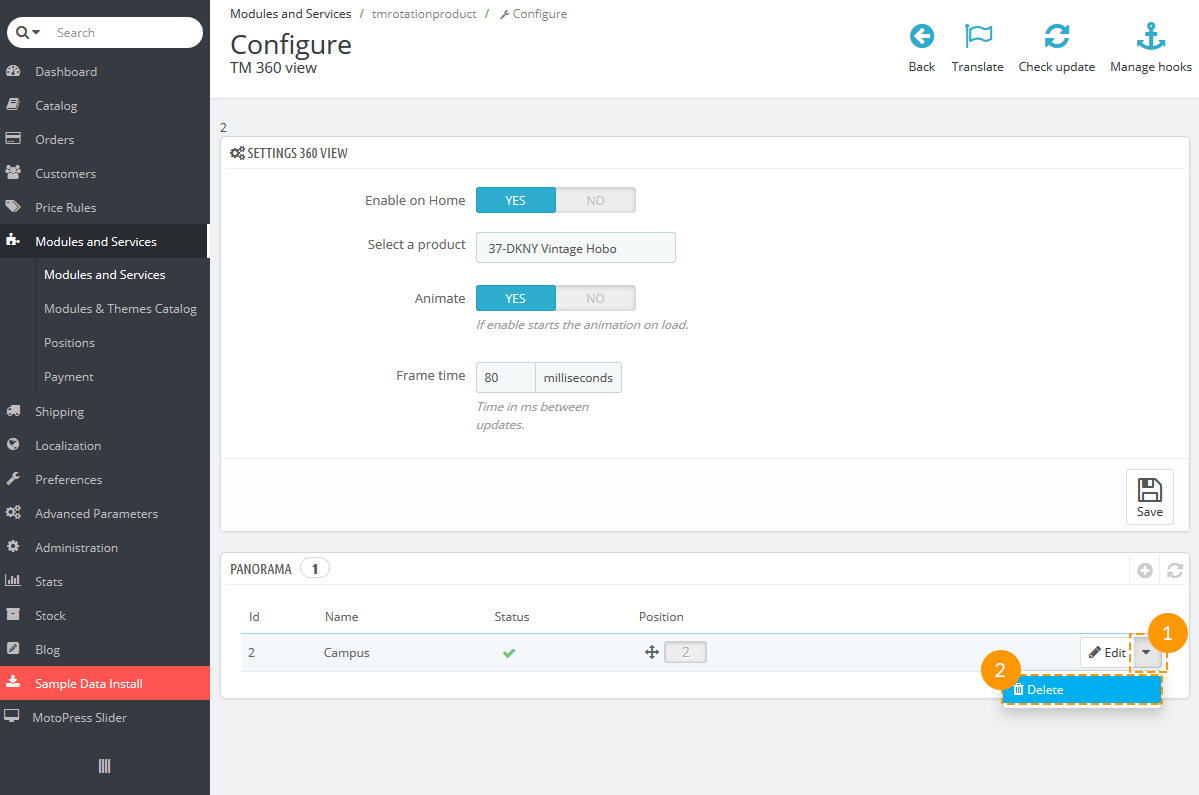 Search
Dashboard
Catalog
Orders
Customers
Price Rules
Modules and Services
Modules and Services
Modules & Themes Catalog
Positions
Payment
Shipping
Localization
Preferences
Advanced Parameters
Administration
Stats
Stock
Blog
Sample Data Install
MotoPress Slider
Modules and Services / tmrotationproduct / Configure
Configure
TM 360 view
Back Translate Check update Manage hooks
2
SETTINGS 360 VIEW
Enable on Home YES NO
Select a product 37-DKNY Vintage Hobo
Animate YES NO
If enable starts the animation on load.
Frame time 80 milliseconds
Time in ms between
updates.
Save
PANORAMA 1
Id Name Status Position
2 Campus 2 Edit
1
2
Delete